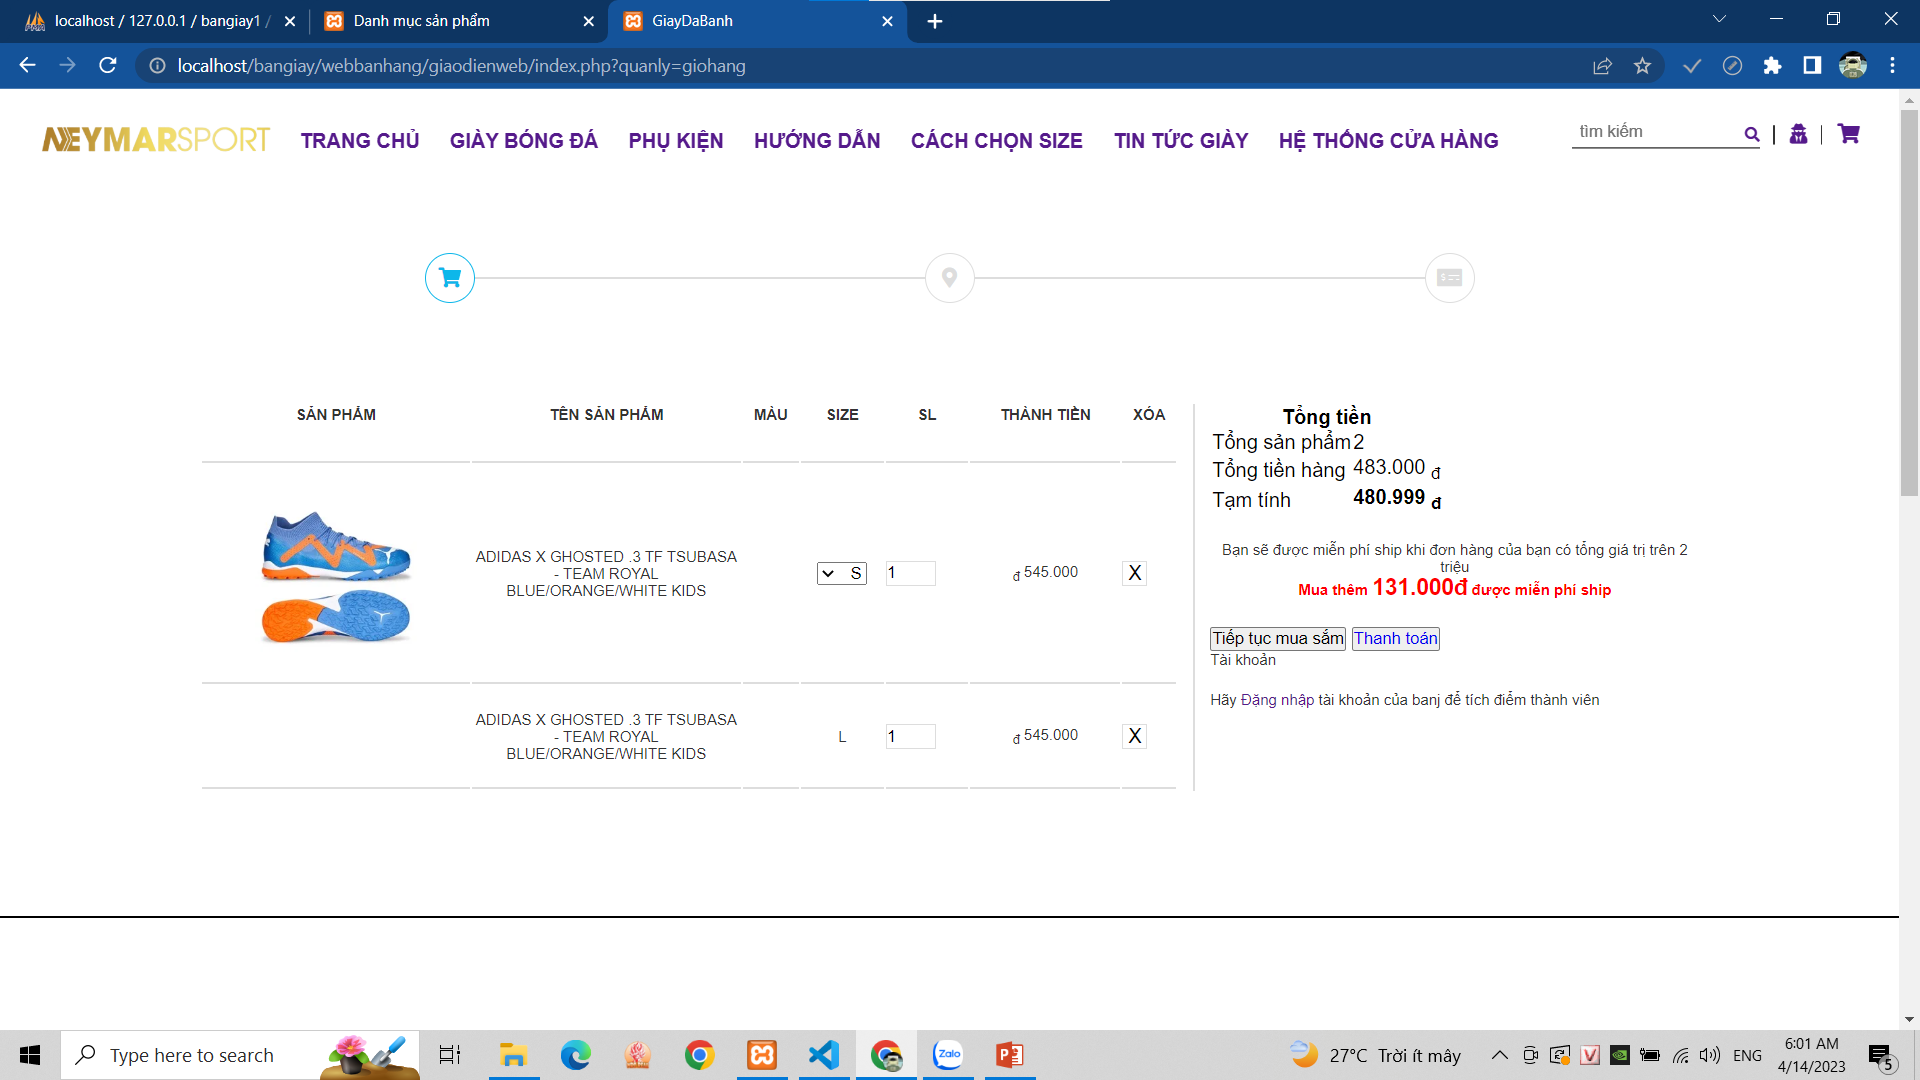 localhost / 127.0.0.1 / bangiay1 /
Danh mục sản phẩm
GiayDaBanh
localhost/bangiay/webbanhang/giaodienweb/index.php?quanly=giohang
NEYMARSPORT
TRANG CHỦ
GIÀY BÓNG ĐÁ
PHỤ KIỆN
HƯỚNG DẪN
CÁCH CHỌN SIZE
TIN TỨC GIÀY
HỆ THỐNG CỬA HÀNG
tìm kiếm
SẢN PHẨM TÊN SẢN PHẨM MÀU SIZE SL THÀNH TIỀN XÓA
ADIDAS X GHOSTED .3 TF TSUBASA
- TEAM ROYAL
BLUE/ORANGE/WHITE KIDS
S
1
đ 545.000
X
ADIDAS X GHOSTED .3 TF TSUBASA
- TEAM ROYAL
BLUE/ORANGE/WHITE KIDS
L
1
đ 545.000
X
Tổng tiền
Tổng sản phẩm 2
Tổng tiền hàng 483.000 đ
Tạm tính 480.999 đ
Bạn sẽ được miễn phí ship khi đơn hàng của bạn có tổng giá trị trên 2
triệu
Mua thêm 131.000đ được miễn phí ship
Tiếp tục mua sắm Thanh toán
Tài khoản
Hãy Đặng nhập tài khoản của banj để tích điểm thành viên
Type here to search
Zalo
27°C Trời ít mây
ENG
6:01 AM
4/14/2023
5